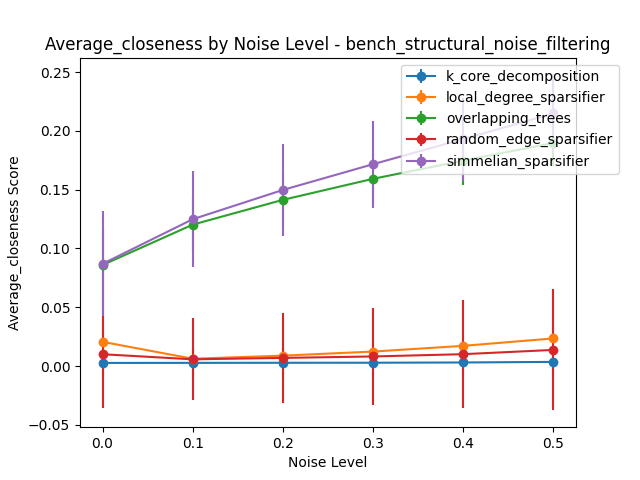 Average_closeness by Noise Level - bench_structural_noise_filtering
k_core_decomposition
local_degree_sparsifier
overlapping_trees
random_edge_sparsifier
simmelian_sparsifier
Average_closeness Score
0.25
0.20
0.15
0.10
0.05
0.00
−0.05
0.0 0.1 0.2 0.3 0.4 0.5
Noise Level